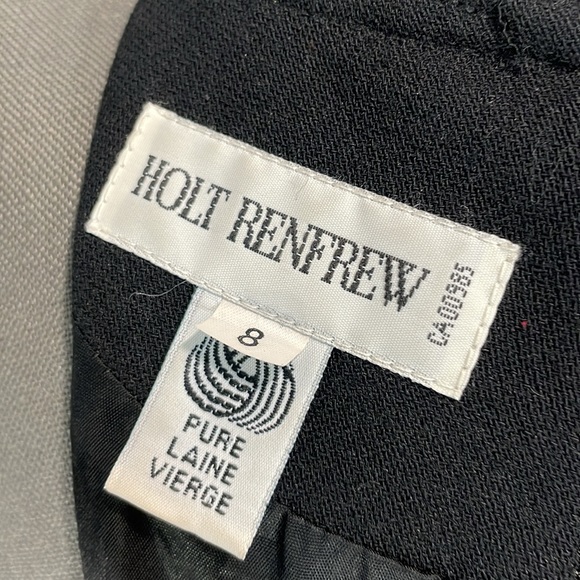 HOLT RENFREW
CA00985
8
PURE
LAINE
VIERGE